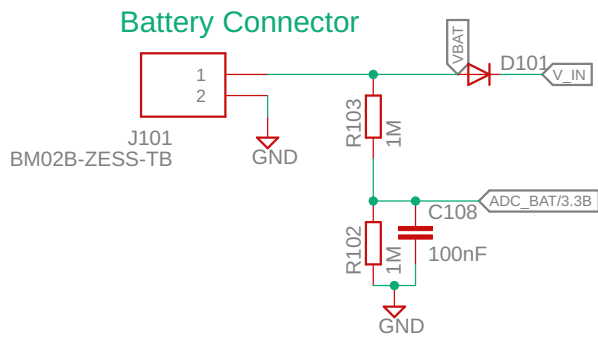 Battery Connector
VBAT
D101
V_IN
1
2
J101
BM02B-ZESS-TB
GND
R103
1M
ADC_BAT/3.3B
C108
100nF
R102
1M
GND